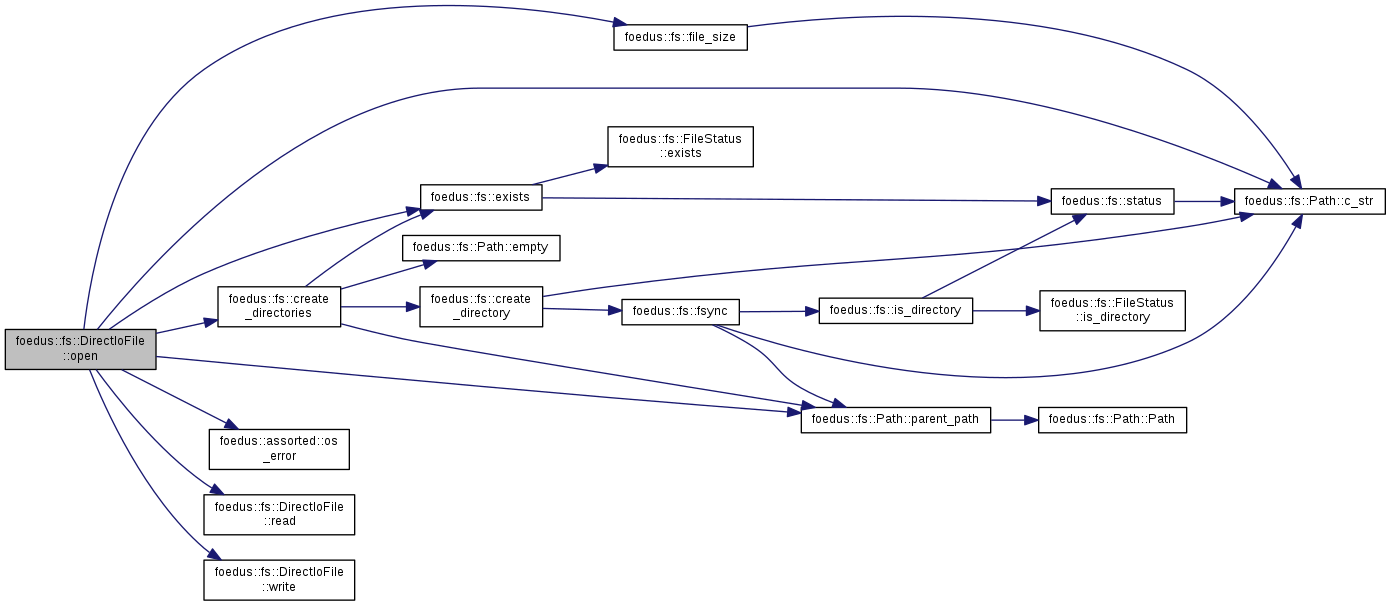 foedus::fs::file_size
foedus::fs::FileStatus
::exists
foedus::fs::exists
foedus::fs::status
foedus::fs::Path::c_str
foedus::fs::Path::empty
foedus::fs::create
_directories
foedus::fs::create
_directory
foedus::fs::fsync
foedus::fs::is_directory
foedus::fs::FileStatus
::is_directory
foedus::fs::DirectIoFile
::open
foedus::fs::Path::parent_path
foedus::fs::Path::Path
foedus::assorted::os
_error
foedus::fs::DirectIoFile
::read
foedus::fs::DirectIoFile
::write